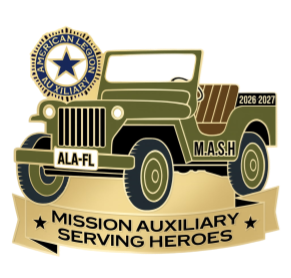 AMERICAN LEGION
AUXILIARY
2026 2027
M.A.S.H
ALA-FL
MISSION AUXILIARY
SERVING HEROES